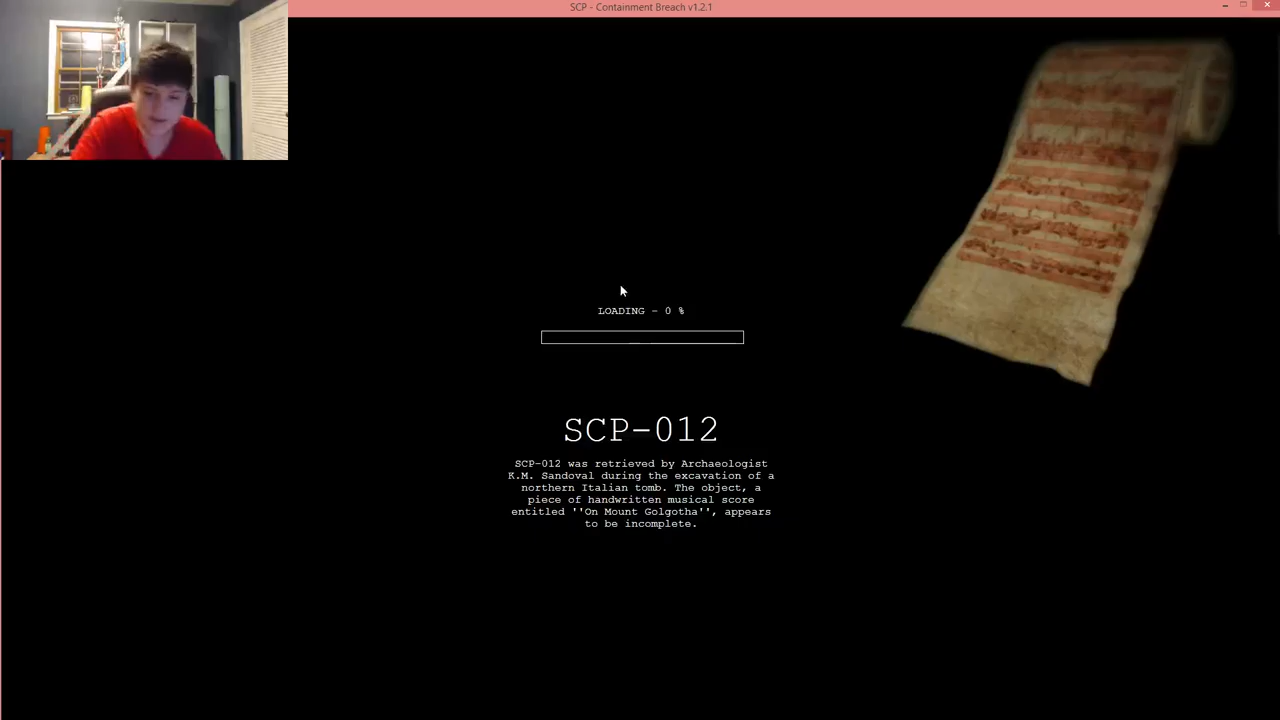 SCP - Containment Breach v1.2.1
LOADING - 0 %
SCP-012
SCP-012 was retrieved by Archaeologist
K.M. Sandoval during the excavation of a
northern Italian tomb. The object, a
piece of handwritten musical score
entitled ''On Mount Golgotha'', appears
to be incomplete.